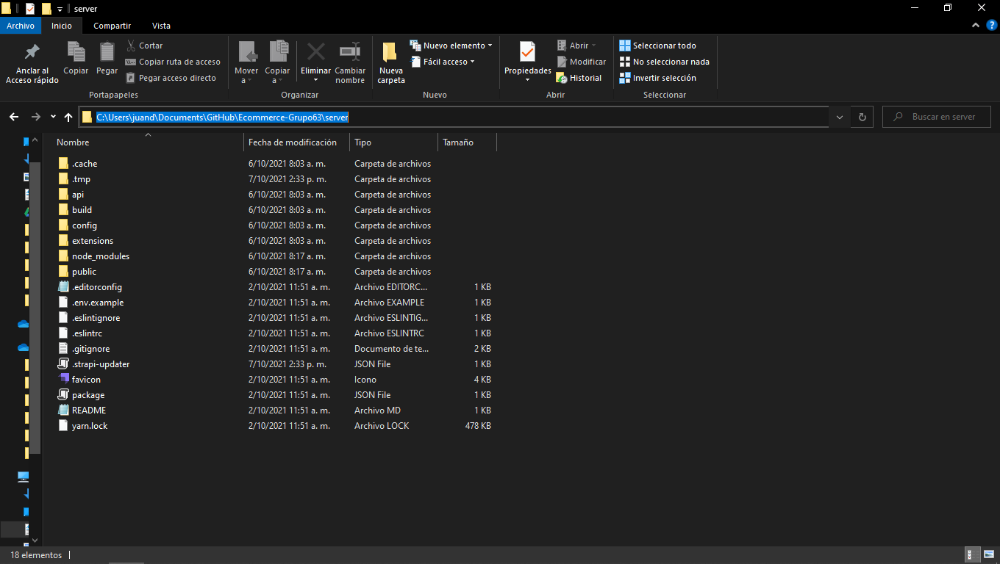 server
Archivo Inicio Compartir Vista
Anclar al Acceso rápido
Copiar
Pegar
Cortar
Copiar ruta de acceso
Pegar acceso directo
Portapapeles
Mover a
Copiar a
Eliminar
Cambiar nombre
Organizar
Nueva carpeta
Nuevo elemento
Fácil acceso
Nuevo
Propiedades
Abrir
Modificar
Historial
Abrir
Seleccionar todo
No seleccionar nada
Invertir selección
Seleccionar
C:\Users\juand\Documents\GitHub\Ecommerce-Grupo63\server
Buscar en server
Nombre Fecha de modificación Tipo Tamaño
.cache 6/10/2021 8:03 a. m. Carpeta de archivos
.tmp 7/10/2021 2:33 p. m. Carpeta de archivos
api 6/10/2021 8:03 a. m. Carpeta de archivos
build 6/10/2021 8:03 a. m. Carpeta de archivos
config 6/10/2021 8:03 a. m. Carpeta de archivos
extensions 6/10/2021 8:03 a. m. Carpeta de archivos
node_modules 6/10/2021 8:17 a. m. Carpeta de archivos
public 6/10/2021 8:17 a. m. Carpeta de archivos
.editorconfig 2/10/2021 11:51 a. m. Archivo EDITORC... 1 KB
.env.example 2/10/2021 11:51 a. m. Archivo EXAMPLE 1 KB
.eslintignore 2/10/2021 11:51 a. m. Archivo ESLINTIG... 1 KB
.eslintrc 2/10/2021 11:51 a. m. Archivo ESLINTRC 1 KB
.gitignore 2/10/2021 11:51 a. m. Documento de te... 2 KB
.strapi-updater 7/10/2021 2:33 p. m. JSON File 1 KB
favicon 2/10/2021 11:51 a. m. Icono 4 KB
package 2/10/2021 11:51 a. m. JSON File 1 KB
README 2/10/2021 11:51 a. m. Archivo MD 1 KB
yarn.lock 2/10/2021 11:51 a. m. Archivo LOCK 478 KB
18 elementos